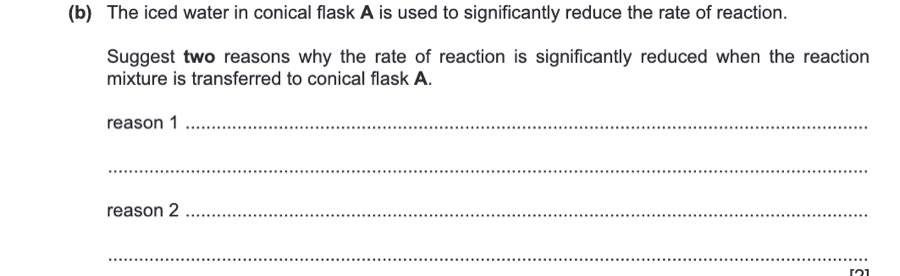 (b) The iced water in conical flask A is used to significantly reduce the rate of reaction.
Suggest two reasons why the rate of reaction is significantly reduced when the reaction
mixture is transferred to conical flask A.
reason 1 ........................................................................
........................................................................
reason 2 ........................................................................
........................................................................
[2]